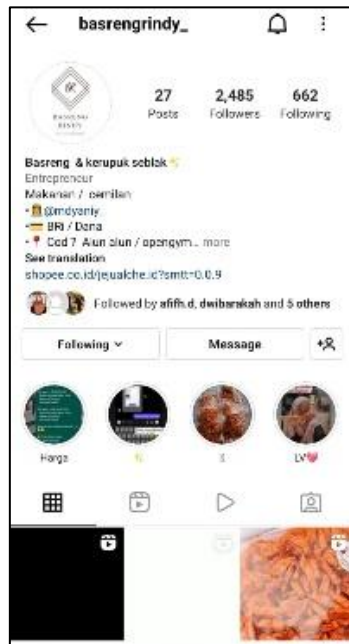 basrengrindy_
27 2,485 662
Posts Followers Following
Basreng & kerupuk seblak
Entrepreneur
Makanan / cemilan
@mdyaniy_
BRI / Dana
Cod ? Alun alun / opengym... more
See translation
shopee.co.id/jejualche.id?smtt=0.0.9
Followed by afifh.d, dwibarakah and 5 others
Following Message
Harga LV